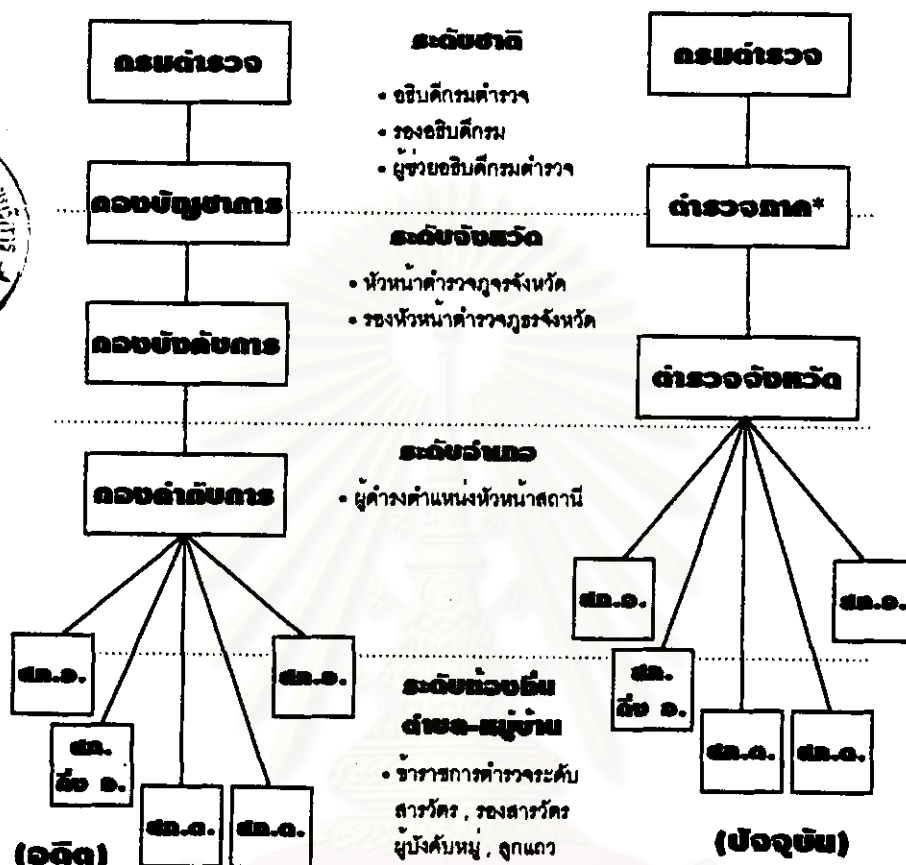 กรมตำรวจ
กองบัญชาการ
กองบังคับการ
กองกำกับการ
สภ.อ.
สภ.
กิ่ง อ.
สภ.ต.
สภ.ต.
สภ.อ.
(อดีต)
ระดับชาติ
• อธิบดีกรมตำรวจ
• รองอธิบดีกรม
• ผู้ช่วยอธิบดีกรมตำรวจ
ระดับจังหวัด
• หัวหน้าตำรวจภูธรจังหวัด
• รองหัวหน้าตำรวจภูธรจังหวัด
ระดับอำเภอ
• ผู้ดำรงตำแหน่งหัวหน้าสถานี
ระดับท้องถิ่น
ตำบล-หมู่บ้าน
• ข้าราชการตำรวจระดับ
สารวัตร , รองสารวัตร
ผู้บังคับหมู่ , ลูกแถว
กรมตำรวจ
ตำรวจภาค*
ตำรวจจังหวัด
สภ.อ.
สภ.
กิ่ง อ.
สภ.ต.
สภ.ต.
สภ.อ.
(ปัจจุบัน)